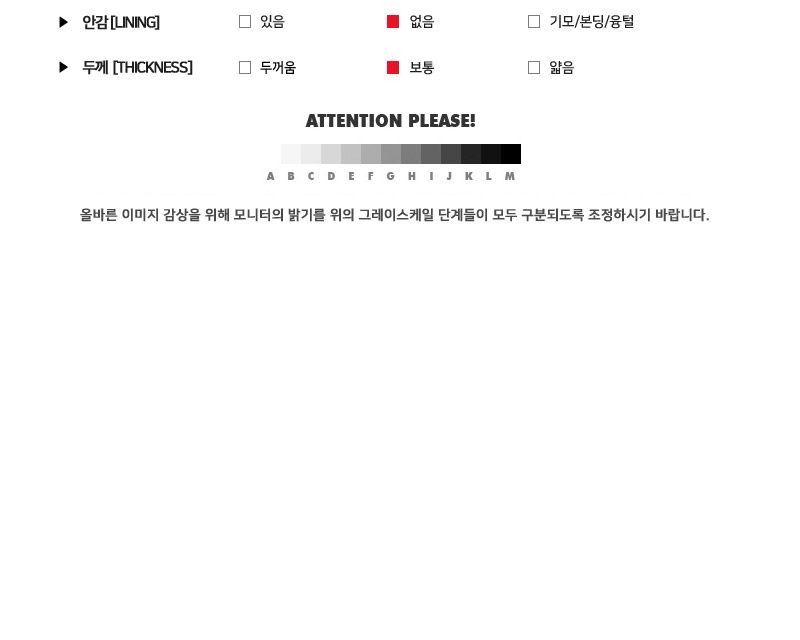 ▶ 안감[LINING] □ 있음 ■ 없음 □ 기모/본딩/융털
▶ 두께 [THICKNESS] □ 두꺼움 ■ 보통 □ 얇음
ATTENTION PLEASE!
A B C D E F G H I J K L M
올바른 이미지 감상을 위해 모니터의 밝기를 위의 그레이스케일 단계들이 모두 구분되도록 조정하시기 바랍니다.